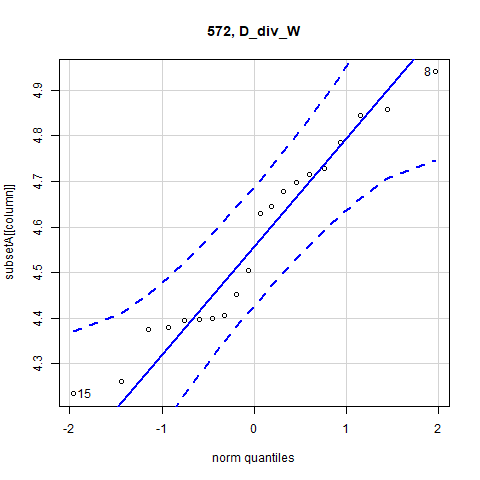 572, D_div_W
subsetA[[column]]
4.9
4.8
4.7
4.6
4.5
4.4
4.3
8
15
-2 -1 0 1 2
norm quantiles